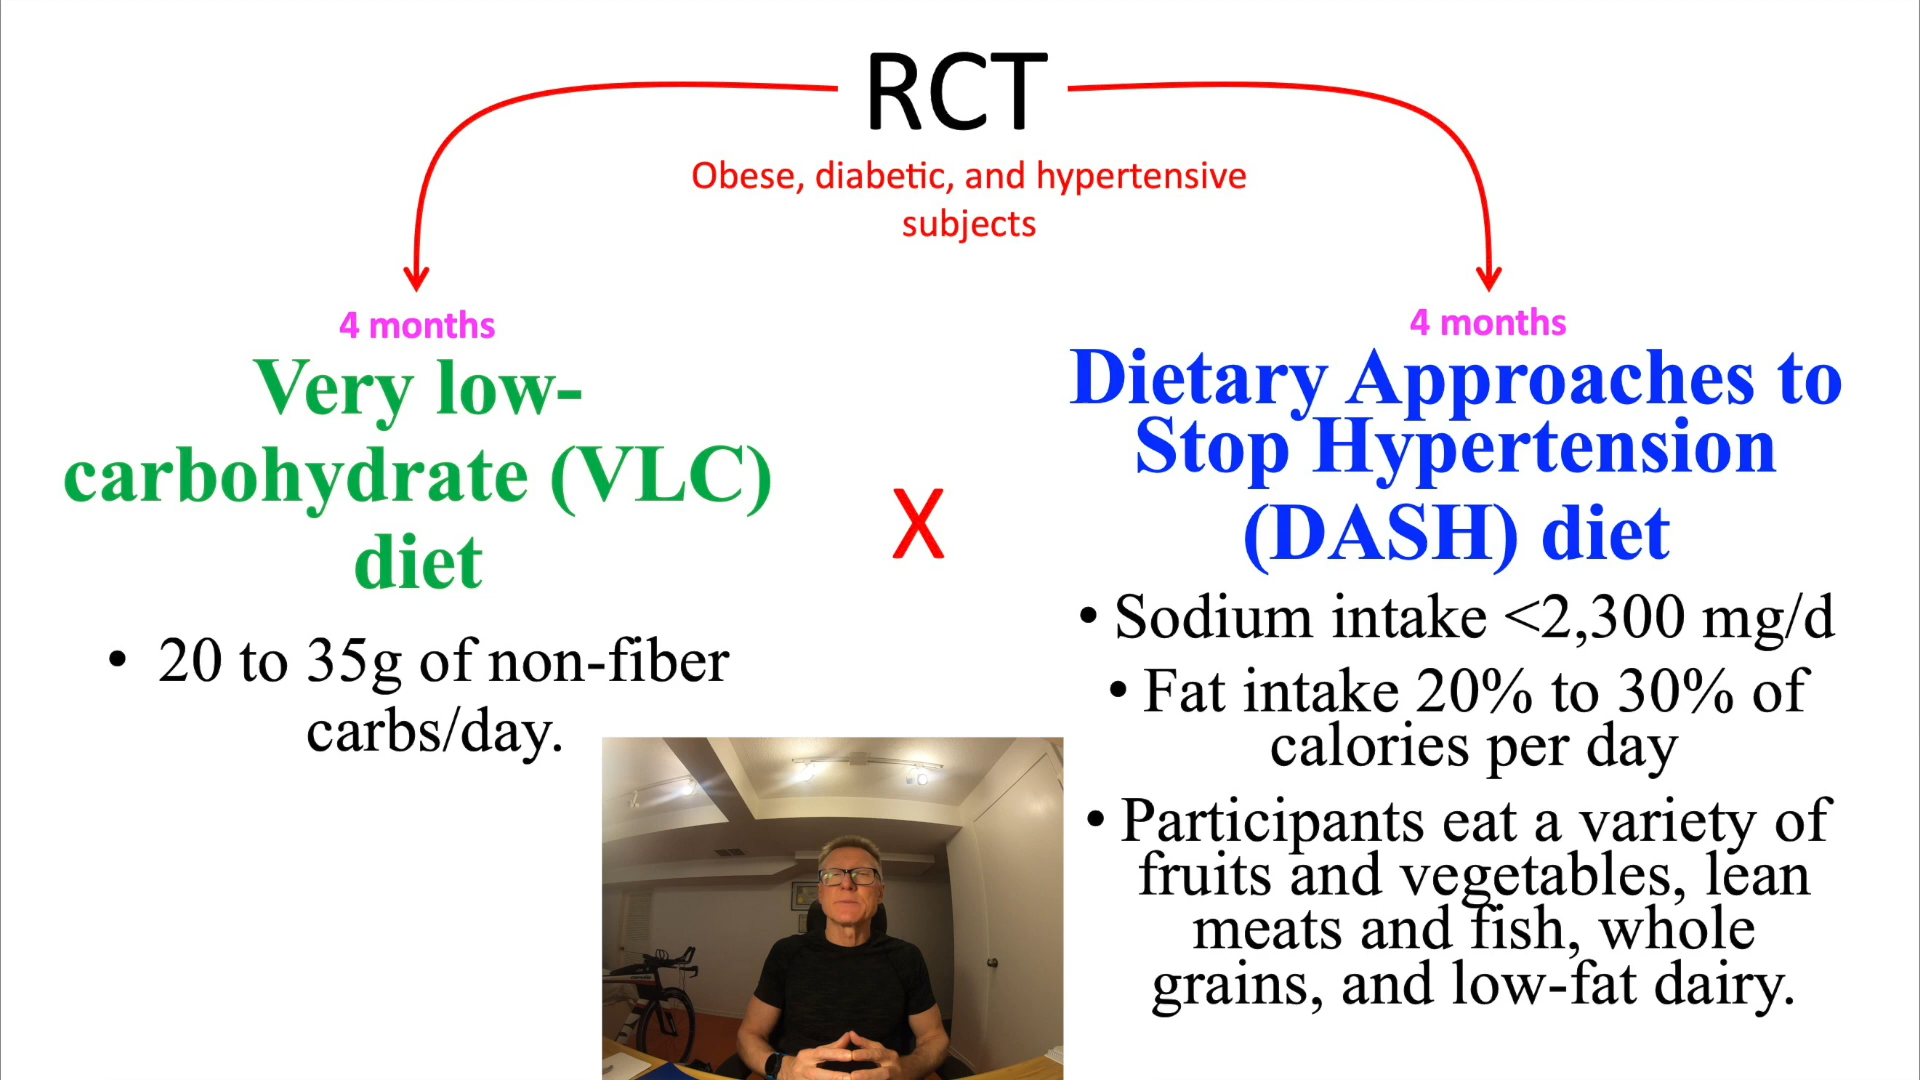 RCT
Obese, diabetic, and hypertensive
subjects
4 months
Very low-
carbohydrate (VLC)
diet
• 20 to 35g of non-fiber
carbs/day.
X
4 months
Dietary Approaches to
Stop Hypertension
(DASH) diet
• Sodium intake <2,300 mg/d
• Fat intake 20% to 30% of
calories per day
• Participants eat a variety of
fruits and vegetables, lean
meats and fish, whole
grains, and low-fat dairy.